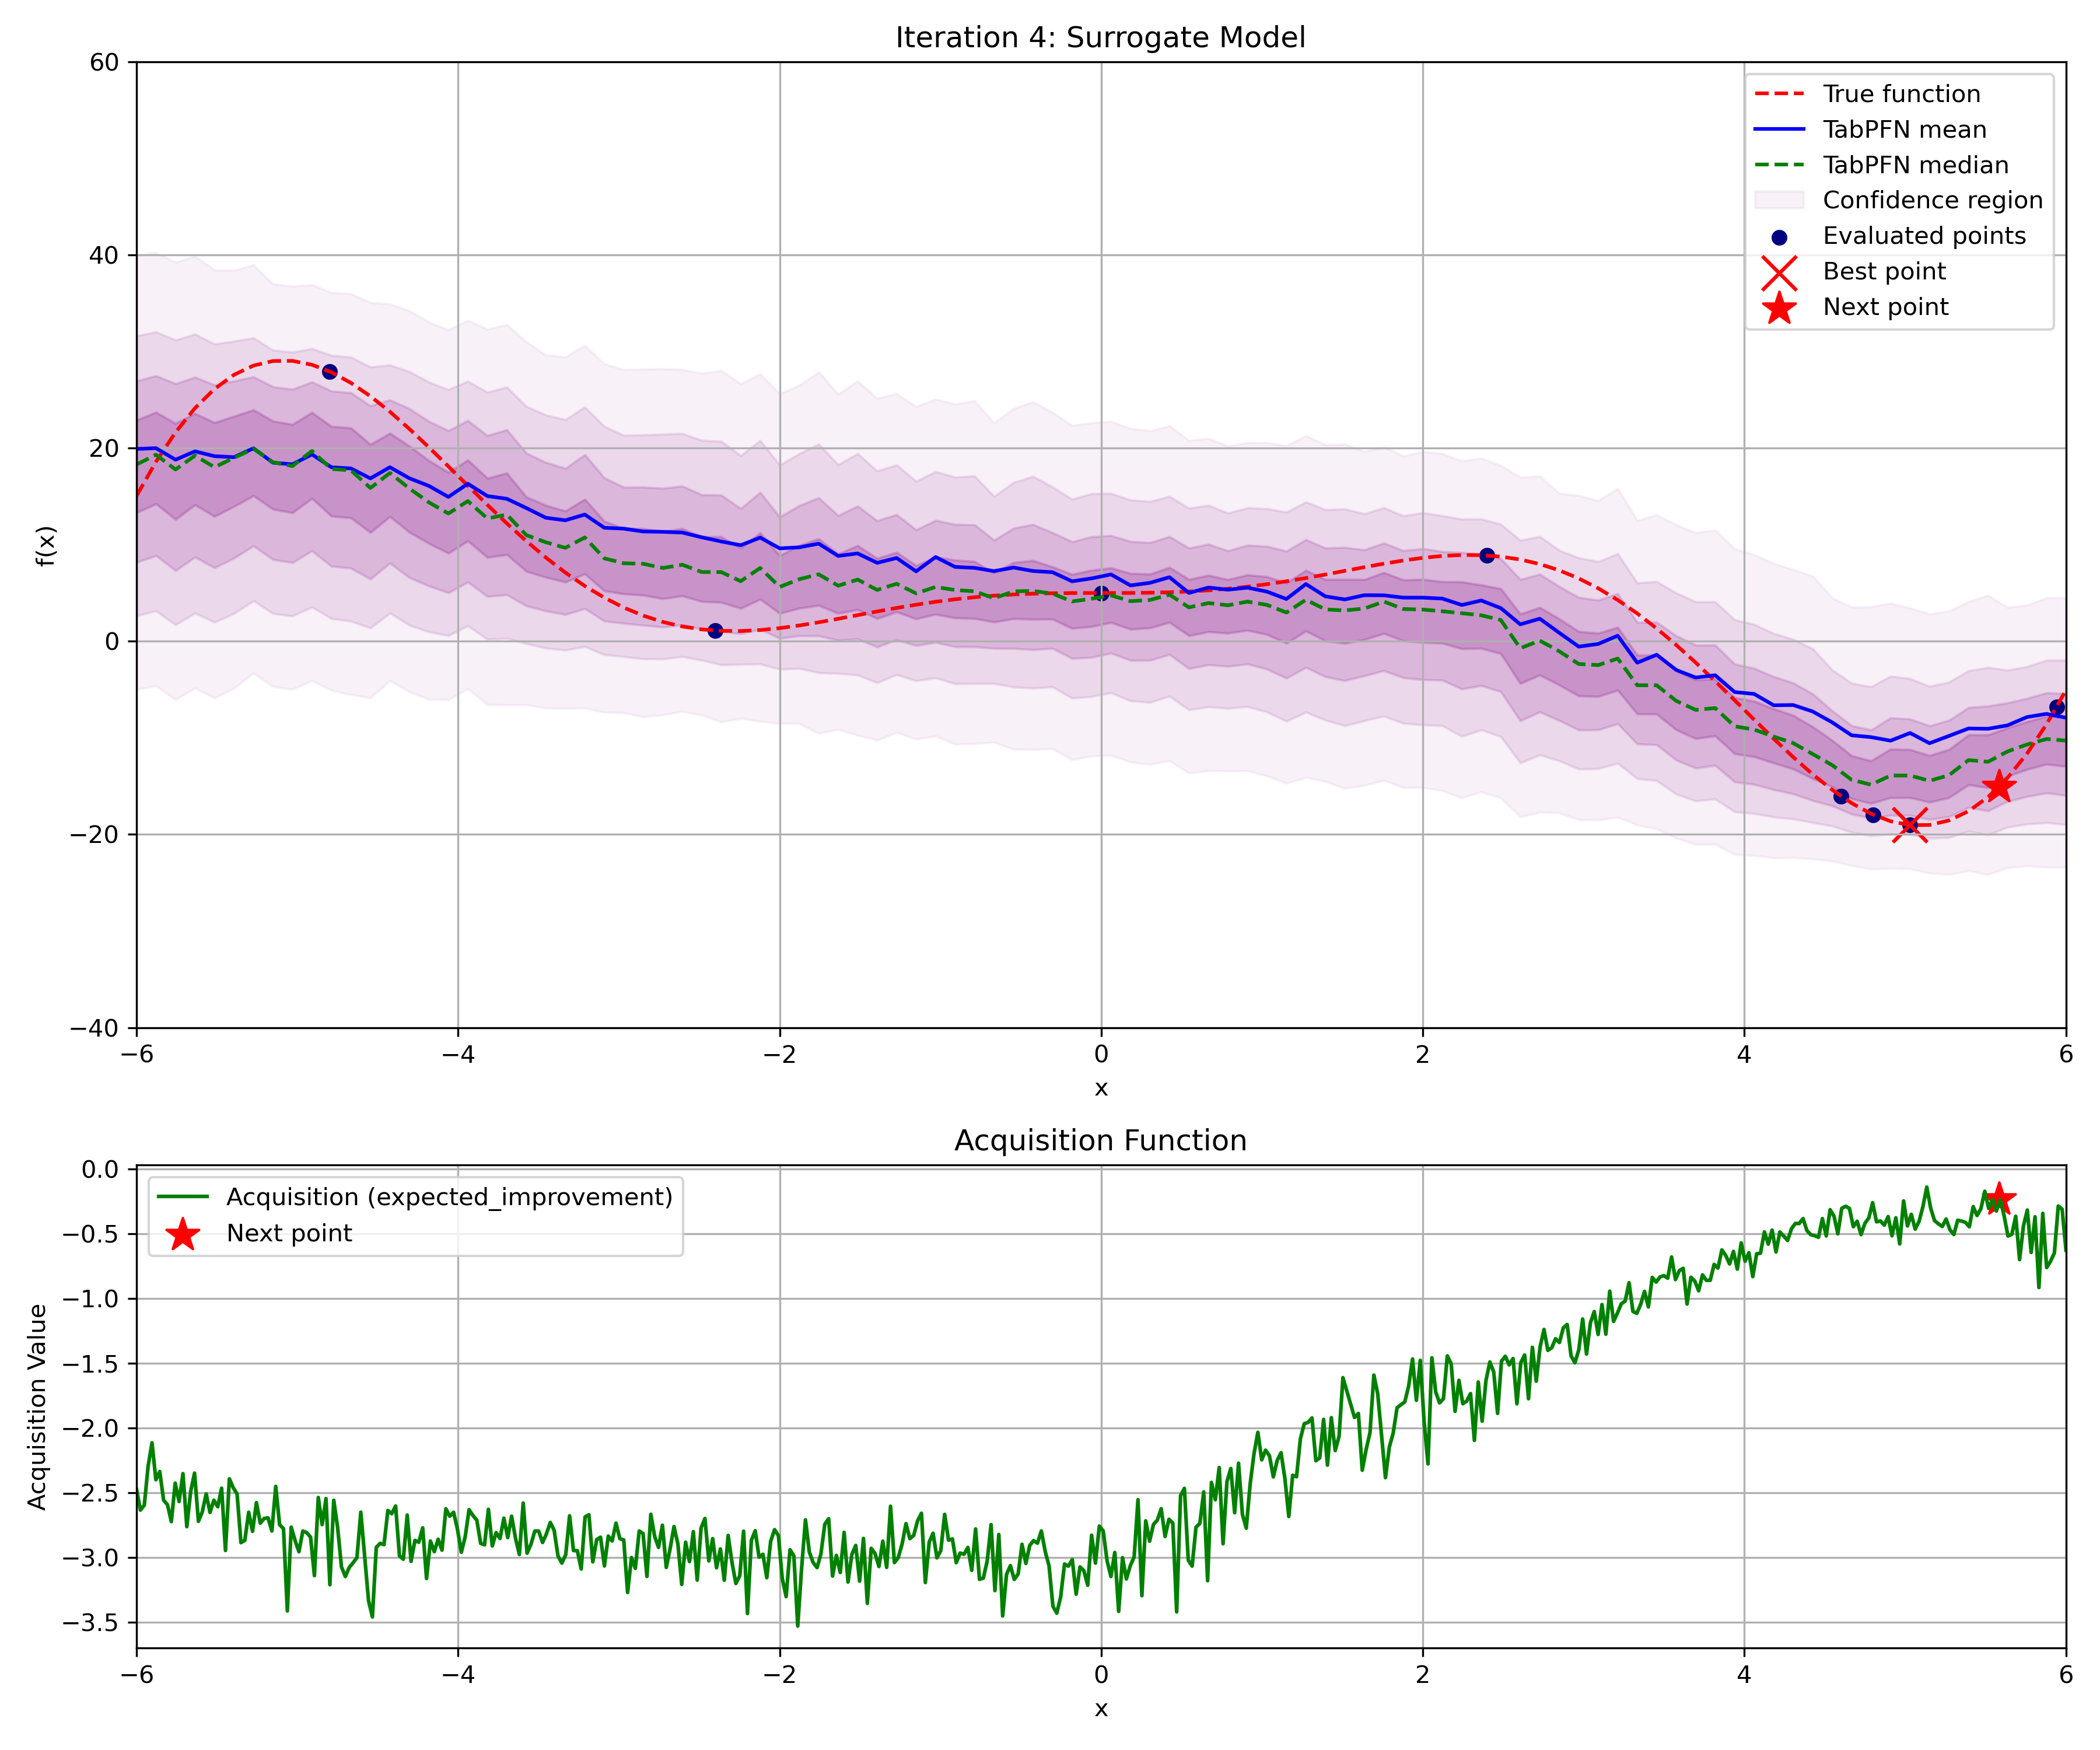 Iteration 4: Surrogate Model
60
40
20
0
−20
−40
f(x)
True function
TabPFN mean
TabPFN median
Confidence region
Evaluated points
Best point
Next point
−6
−4
−2
0
2
4
6
x
Acquisition Function
0.0
−0.5
−1.0
−1.5
−2.0
−2.5
−3.0
−3.5
Acquisition Value
Acquisition (expected_improvement)
Next point
−6
−4
−2
0
2
4
6
x